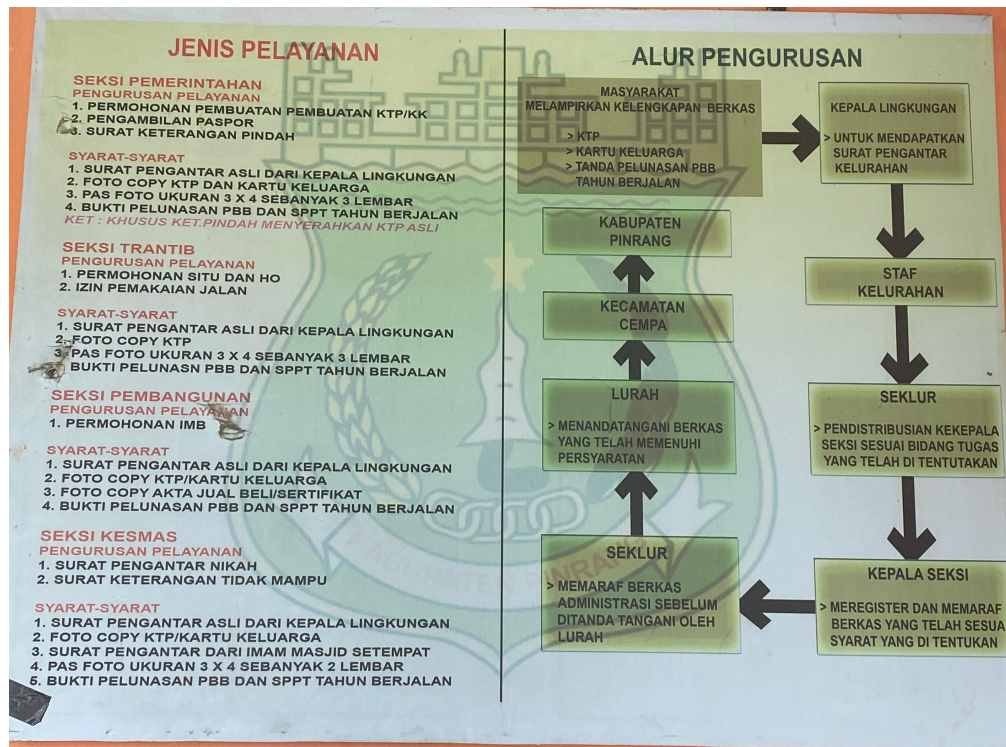 JENIS PELAYANAN
SEKSI PEMERINTAHAN
PENGURUSAN PELAYANAN
1. PERMOHONAN PEMBUATAN PEMBUATAN KTP/KK
2. PENGAMBILAN PASPOR
3. SURAT KETERANGAN PINDAH
SYARAT-SYARAT
1. SURAT PENGANTAR ASLI DARI KEPALA LINGKUNGAN
2. FOTO COPY KTP DAN KARTU KELUARGA
3. PAS FOTO UKURAN 3 X 4 SEBANYAK 3 LEMBAR
4. BUKTI PELUNASAN PBB DAN SPPT TAHUN BERJALAN
KET : KHUSUS KET.PINDAH MENYERAHKAN KTP ASLI
SEKSI TRANTIB
PENGURUSAN PELAYANAN
1. PERMOHONAN SITU DAN HO
2. IZIN PEMAKAIAN JALAN
SYARAT-SYARAT
1. SURAT PENGANTAR ASLI DARI KEPALA LINGKUNGAN
2. FOTO COPY KTP
3. PAS FOTO UKURAN 3 X 4 SEBANYAK 3 LEMBAR
BUKTI PELUNASN PBB DAN SPPT TAHUN BERJALAN
SEKSI PEMBANGUNAN
PENGURUSAN PELAYANAN
1. PERMOHONAN IMB
SYARAT-SYARAT
1. SURAT PENGANTAR ASLI DARI KEPALA LINGKUNGAN
2. FOTO COPY KTP/KARTU KELUARGA
3. FOTO COPY AKTA JUAL BELI/SERTIFIKAT
4. BUKTI PELUNASAN PBB DAN SPPT TAHUN BERJALAN
SEKSI KESMAS
PENGURUSAN PELAYANAN
1. SURAT PENGANTAR NIKAH
2. SURAT KETERANGAN TIDAK MAMPU
SYARAT-SYARAT
1. SURAT PENGANTAR ASLI DARI KEPALA LINGKUNGAN
2. FOTO COPY KTP/KARTU KELUARGA
3. SURAT PENGANTAR DARI IMAM MASJID SETEMPAT
4. PAS FOTO UKURAN 3 X 4 SEBANYAK 2 LEMBAR
5. BUKTI PELUNASAN PBB DAN SPPT TAHUN BERJALAN
ALUR PENGURUSAN
MASYARAKAT
MELAMPIRKAN KELENGKAPAN BERKAS
> KTP
> KARTU KELUARGA
> TANDA PELUNASAN PBB
TAHUN BERJALAN
KEPALA LINGKUNGAN
> UNTUK MENDAPATKAN
SURAT PENGANTAR
KELURAHAN
STAF
KELURAHAN
SEKLUR
> PENDISTRIBUSIAN KEKEPALA
SEKSI SESUAI BIDANG TUGAS
YANG TELAH DI TENTUTAKAN
KEPALA SEKSI
> MEREGISTER DAN MEMARAF
BERKAS YANG TELAH SESUA
SYARAT YANG DI TENTUKAN
SEKLUR
> MEMARAF BERKAS
ADMINISTRASI SEBELUM
DITANDA TANGANI OLEH
LURAH
LURAH
> MENANDATANGANI BERKAS
YANG TELAH MEMENUHI
PERSYARATAN
KECAMATAN
CEMPA
KABUPATEN
PINRANG
KABUPATEN PINRANG